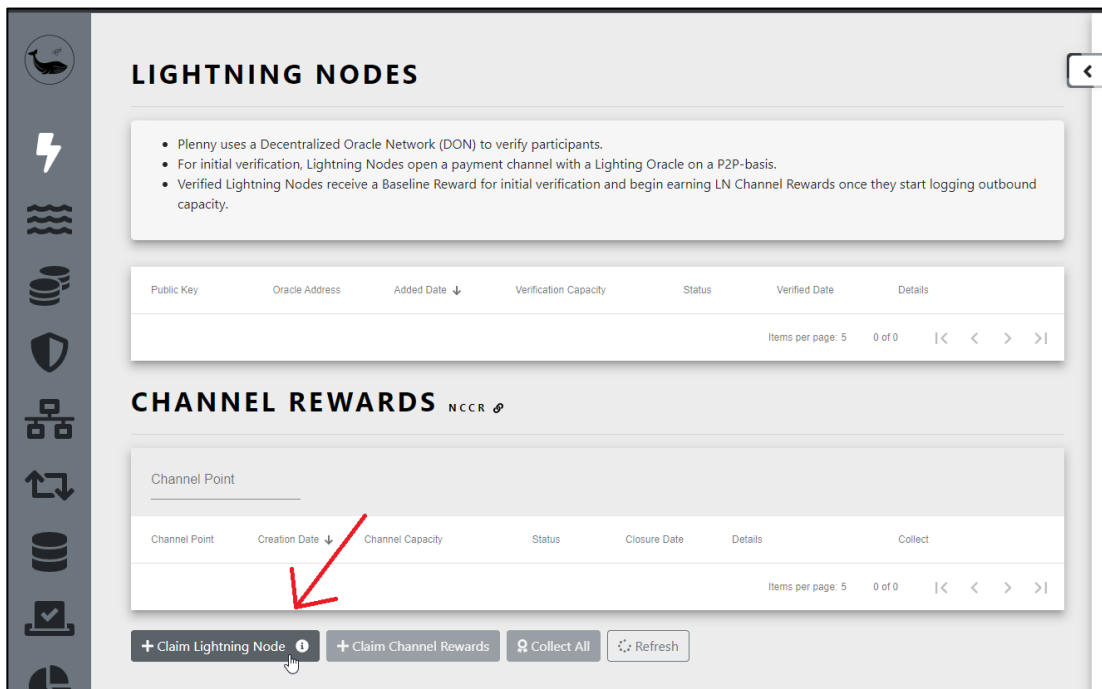 LIGHTNING NODES
Plenny uses a Decentralized Oracle Network (DON) to verify participants.
For initial verification, Lightning Nodes open a payment channel with a Lighting Oracle on a P2P-basis.
Verified Lightning Nodes receive a Baseline Reward for initial verification and begin earning LN Channel Rewards once they start logging outbound
capacity.
Public Key Oracle Address Added Date Verification Capacity Status Verified Date Details
Items per page: 5 0 of 0
CHANNEL REWARDS NCCR
Channel Point
Channel Point Creation Date Channel Capacity Status Closure Date Details Collect
Items per page: 5 0 of 0
+ Claim Lightning Node + Claim Channel Rewards Collect All Refresh